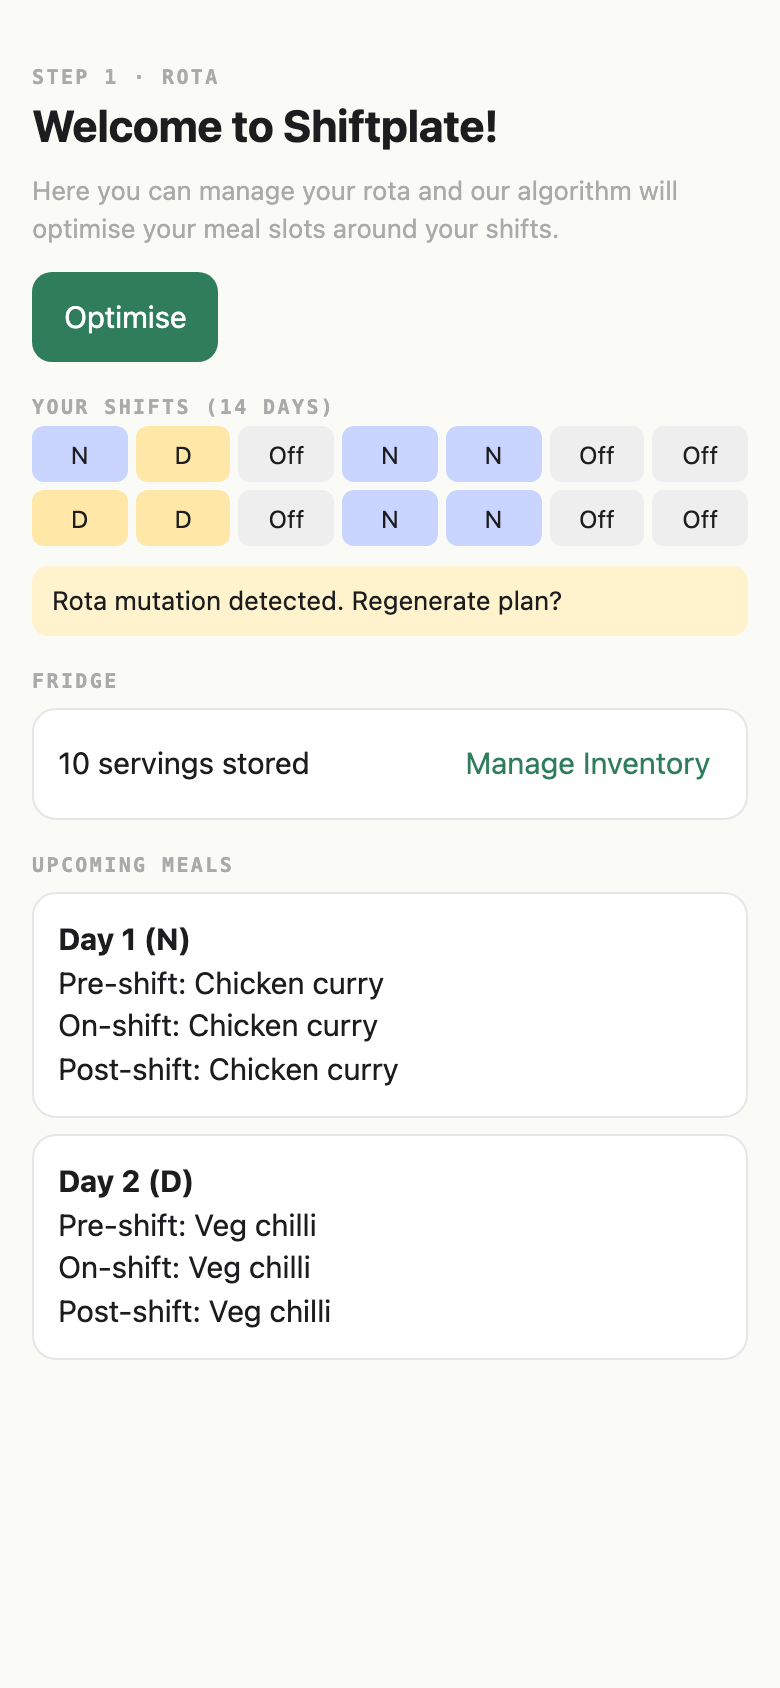 STEP 1 · ROTA
Welcome to Shiftplate!
Here you can manage your rota and our algorithm will
optimise your meal slots around your shifts.
Optimise
YOUR SHIFTS (14 DAYS)
N D Off N N Off Off
D D Off N N Off Off
Rota mutation detected. Regenerate plan?
FRIDGE
10 servings stored Manage Inventory
UPCOMING MEALS
Day 1 (N)
Pre-shift: Chicken curry
On-shift: Chicken curry
Post-shift: Chicken curry
Day 2 (D)
Pre-shift: Veg chilli
On-shift: Veg chilli
Post-shift: Veg chilli